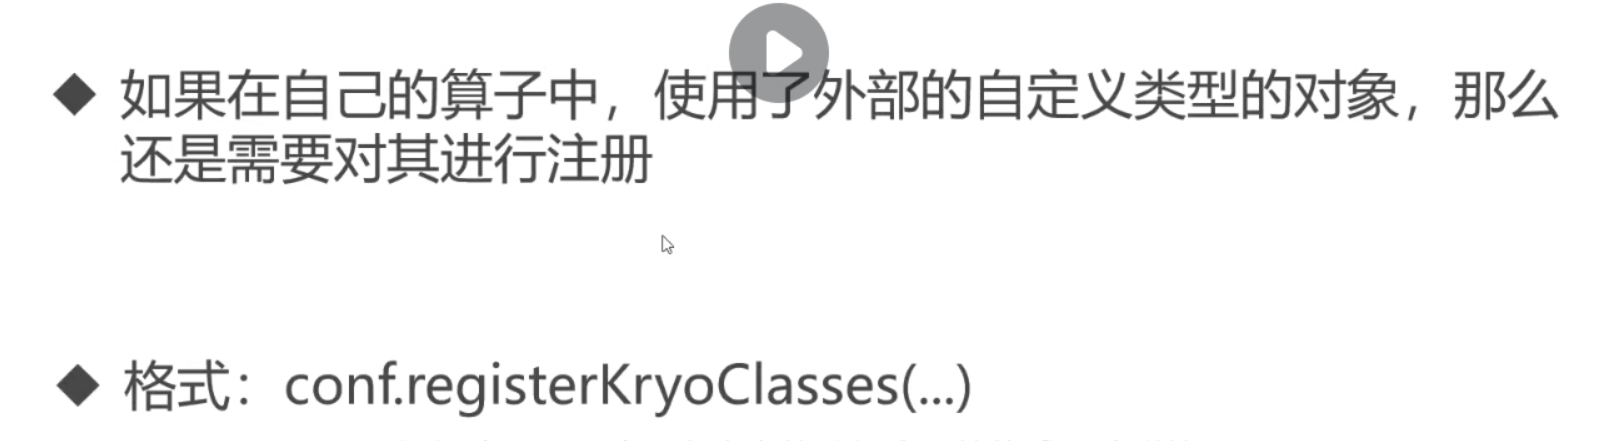 ◆ 如果在自己的算子中，使用了外部的自定义类型的对象，那么
还是需要对其进行注册
◆ 格式：conf.registerKryoClasses(...)